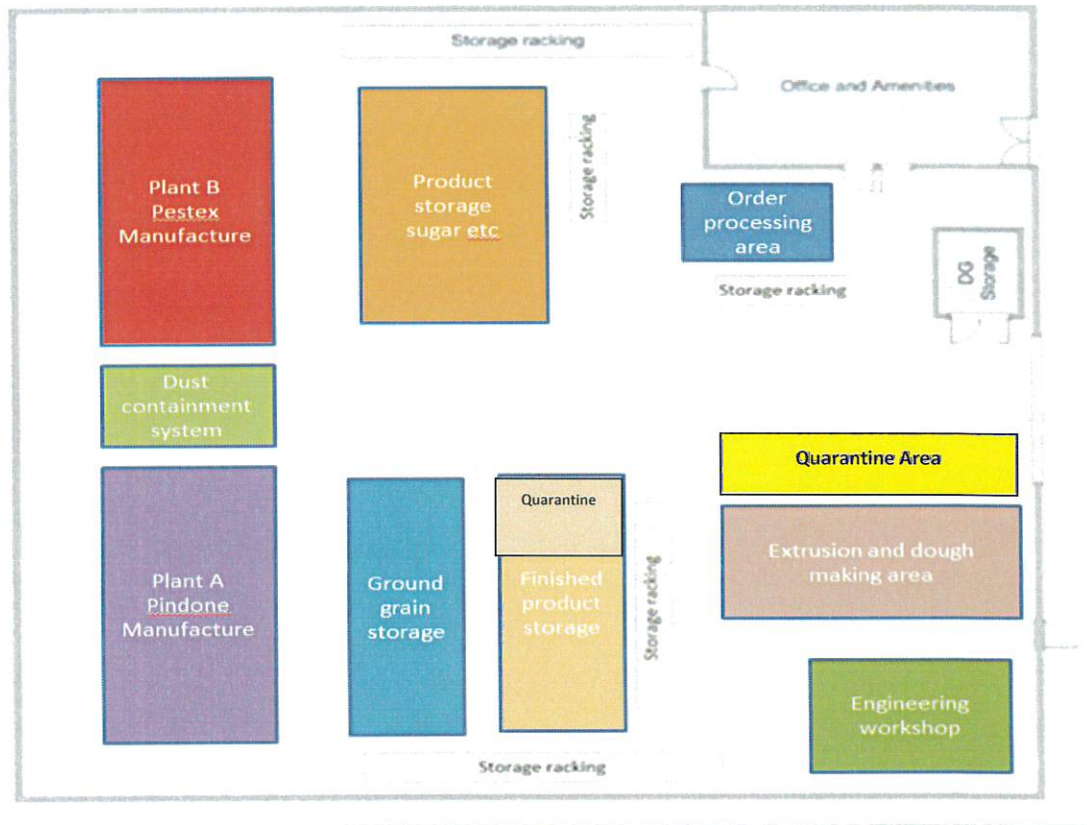 Storage racking
Office and Amenities
Plant B
Pestex
Manufacture
Product
storage
sugar etc
Storage racking
Order
processing
area
Storage racking
DG
Storage
Dust
containment
system
Quarantine Area
Plant A
Pindone
Manufacture
Ground
grain
storage
Quarantine
Finished
product
storage
Storage racking
Extrusion and dough
making area
Engineering
workshop
Storage racking